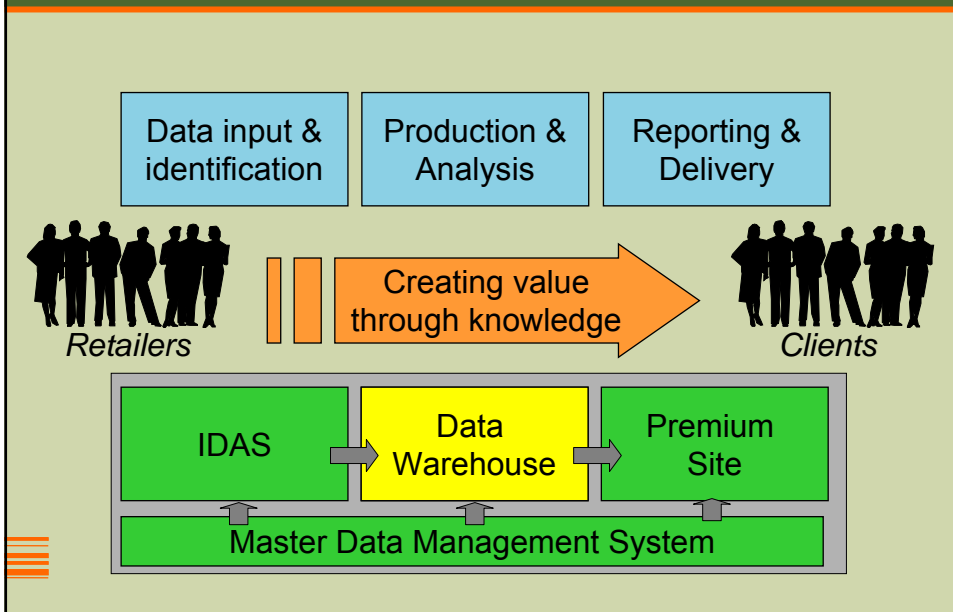 Data input &
identification
Production &
Analysis
Reporting &
Delivery
Creating value
through knowledge
Retailers
Clients
IDAS
Data
Warehouse
Premium
Site
Master Data Management System